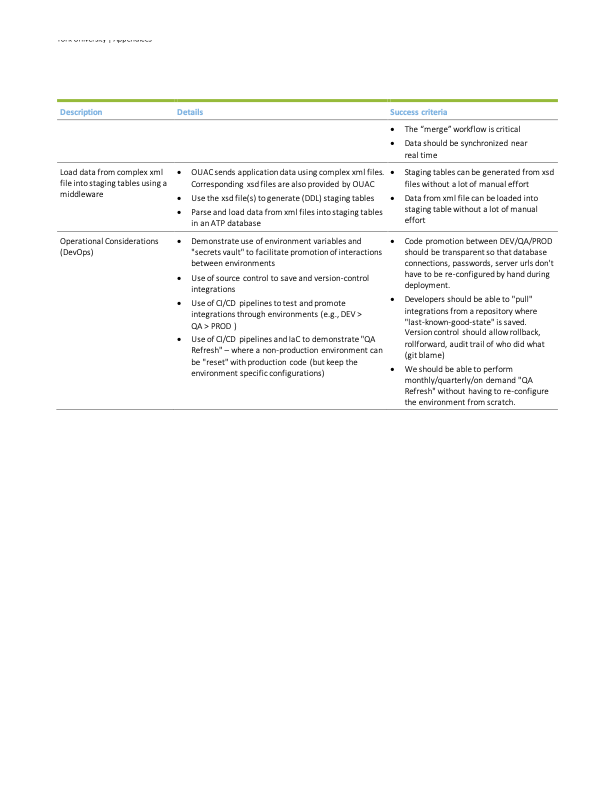 York University | Appendices
Description Details Success criteria
• The “merge” workflow is critical
• Data should be synchronized near
real time
Load data from complex xml
file into staging tables using a
middleware
• OUAC sends application data using complex xml files.
Corresponding xsd files are also provided by OUAC
• Use the xsd file(s) to generate (DDL) staging tables
• Parse and load data from xml files into staging tables
in an ATP database
• Staging tables can be generated from xsd
files without a lot of manual effort
• Data from xml file can be loaded into
staging table without a lot of manual
effort
Operational Considerations
(DevOps)
• Demonstrate use of environment variables and
"secrets vault" to facilitate promotion of interactions
between environments
• Use of source control to save and version-control
integrations
• Use of CI/CD pipelines to test and promote
integrations through environments (e.g., DEV >
QA > PROD )
• Use of CI/CD pipelines and IaC to demonstrate "QA
Refresh" – where a non-production environment can
be "reset" with production code (but keep the
environment specific configurations)
• Code promotion between DEV/QA/PROD
should be transparent so that database
connections, passwords, server urls don’t
have to be re-configured by hand during
deployment.
• Developers should be able to "pull"
integrations from a repository where
"last-known-good-state" is saved.
Version control should allow rollback,
rollforward, audit trail of who did what
(git blame)
• We should be able to perform
monthly/quarterly/on demand "QA
Refresh" without having to re-configure
the environment from scratch.